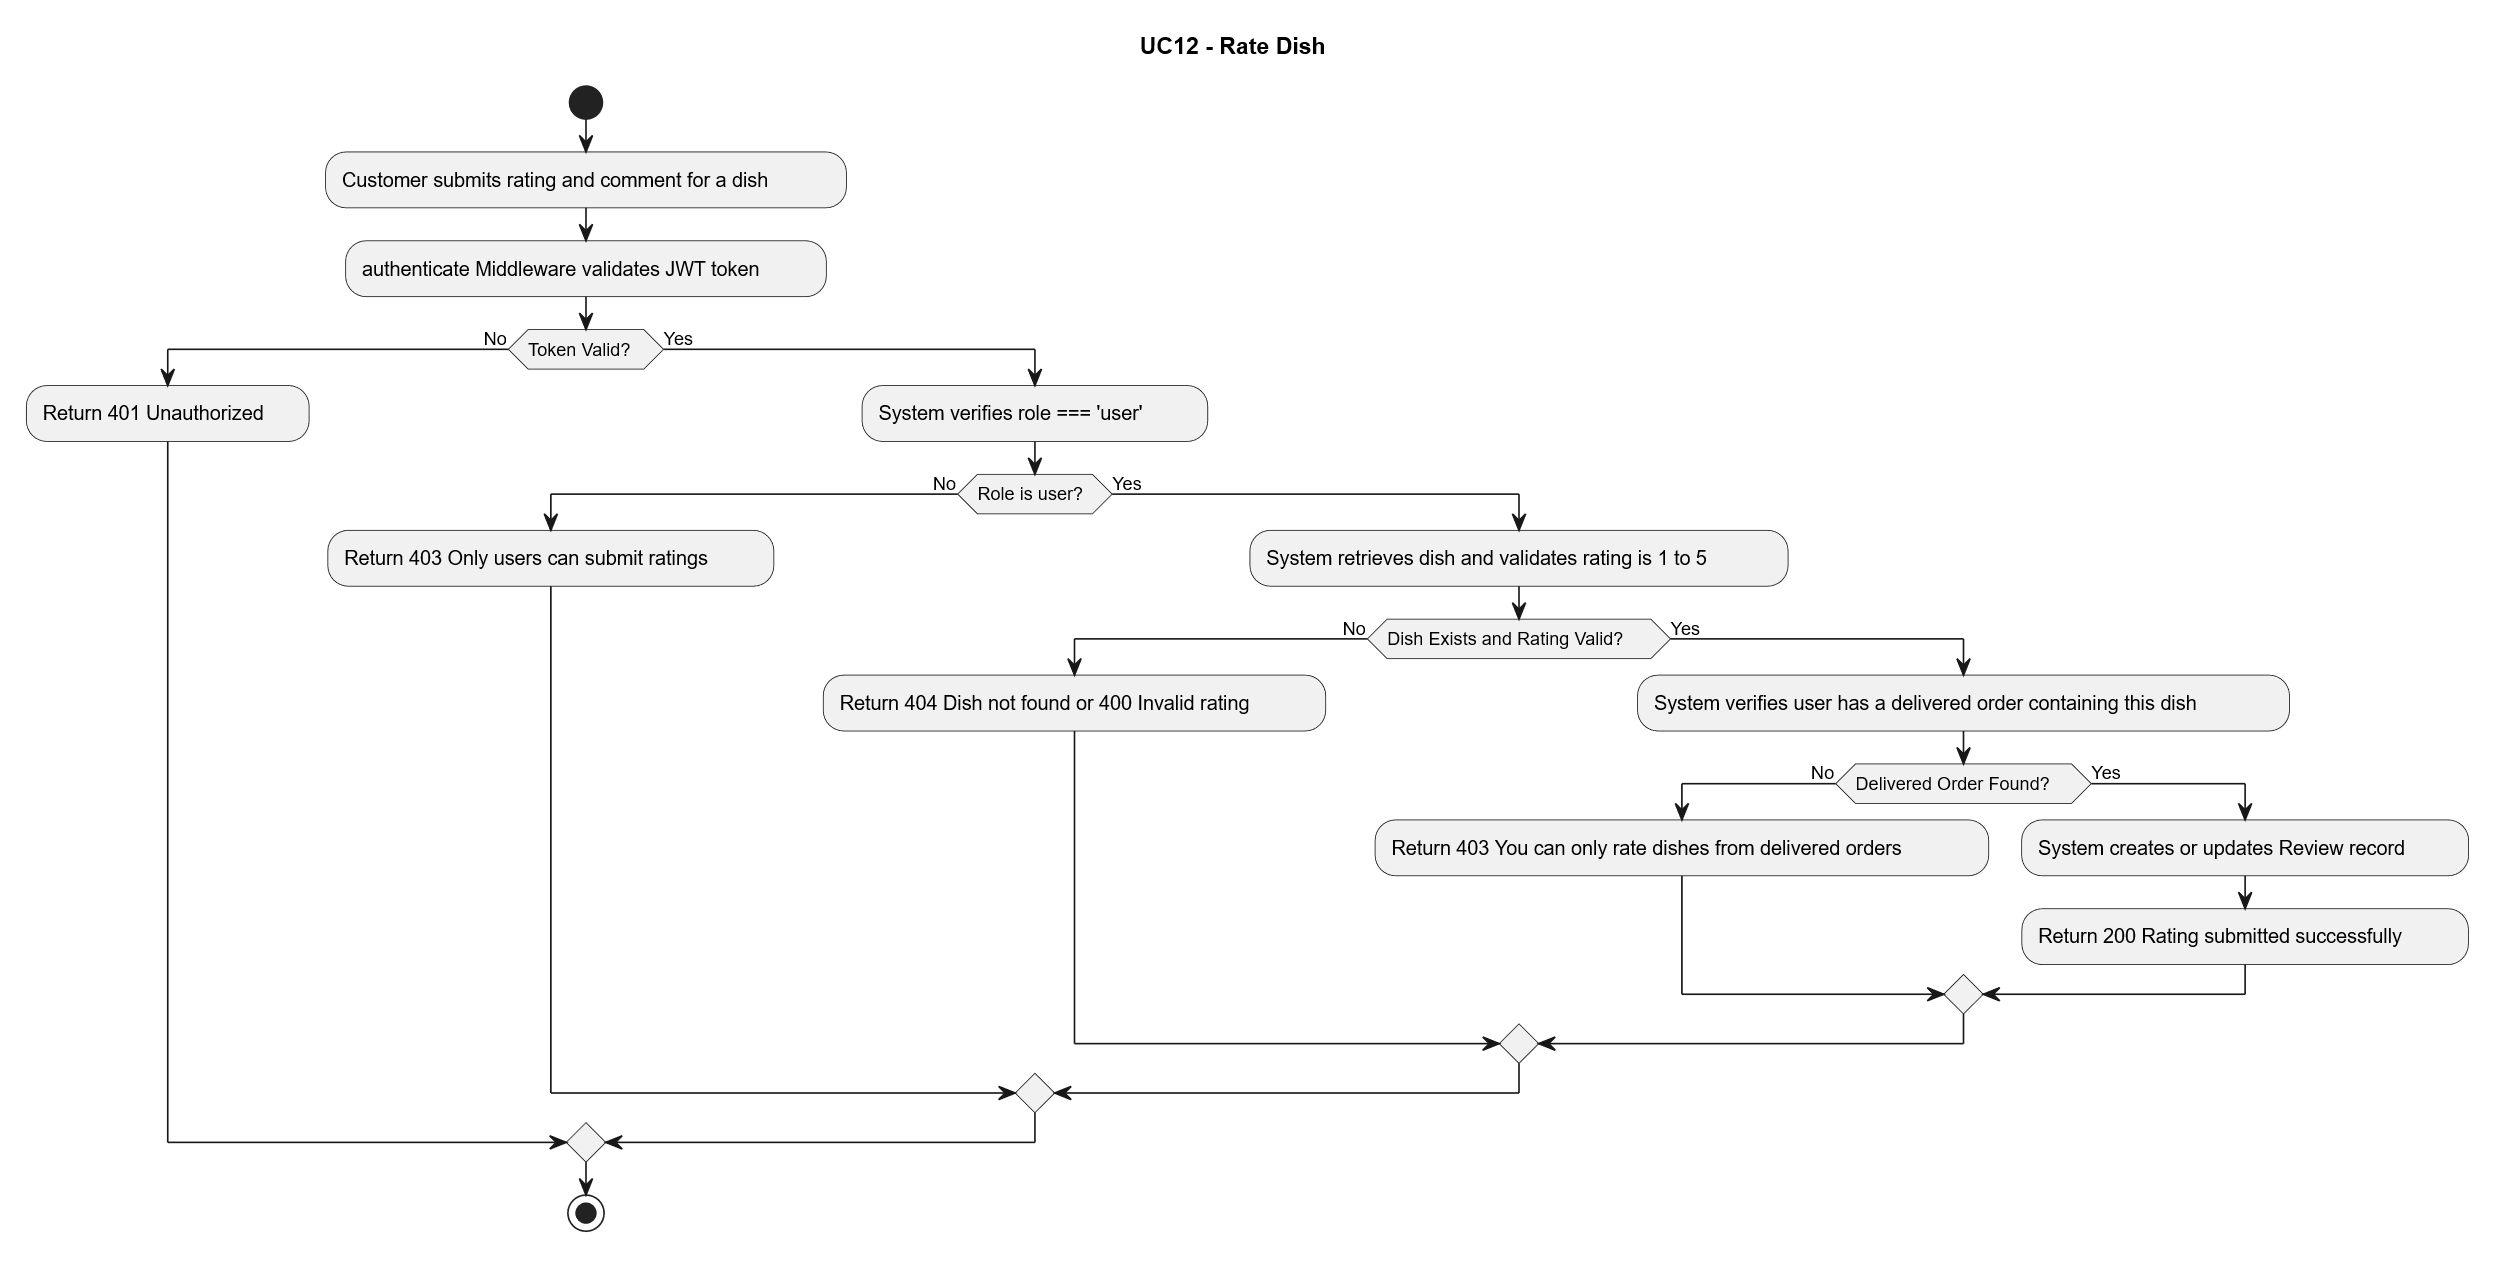 UC12 - Rate Dish
Customer submits rating and comment for a dish
authenticate Middleware validates JWT token
No
Token Valid?
Yes
Return 401 Unauthorized
System verifies role === 'user'
No
Role is user?
Yes
Return 403 Only users can submit ratings
System retrieves dish and validates rating is 1 to 5
No
Dish Exists and Rating Valid?
Yes
Return 404 Dish not found or 400 Invalid rating
System verifies user has a delivered order containing this dish
No
Delivered Order Found?
Yes
Return 403 You can only rate dishes from delivered orders
System creates or updates Review record
Return 200 Rating submitted successfully